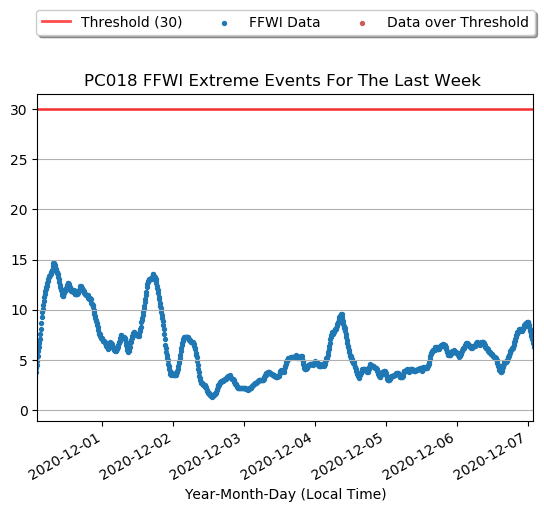 Threshold (30) FFWI Data Data over Threshold
PC018 FFWI Extreme Events For The Last Week
30
25
20
15
10
5
0
2020-12-01 2020-12-02 2020-12-03 2020-12-04 2020-12-05 2020-12-06 2020-12-07
Year-Month-Day (Local Time)